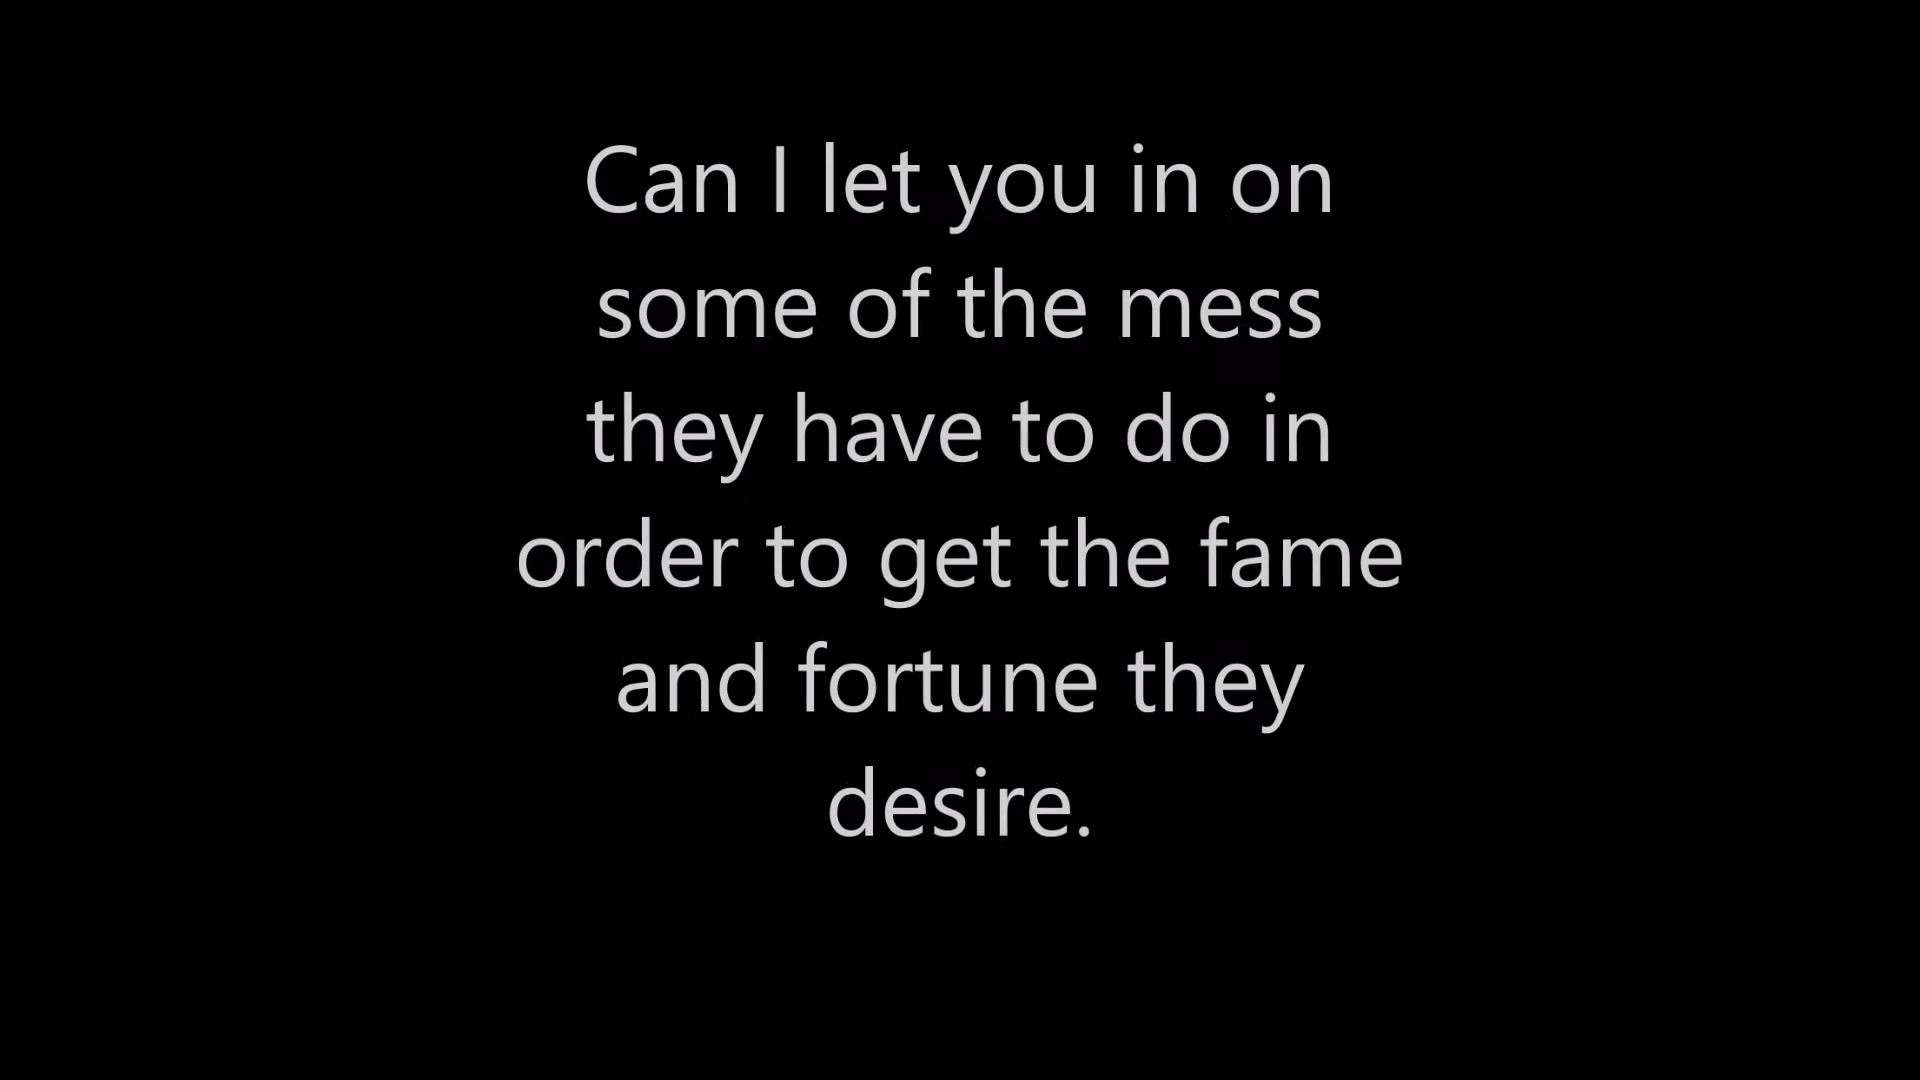 Can I let you in on
some of the mess
they have to do in
order to get the fame
and fortune they
desire.